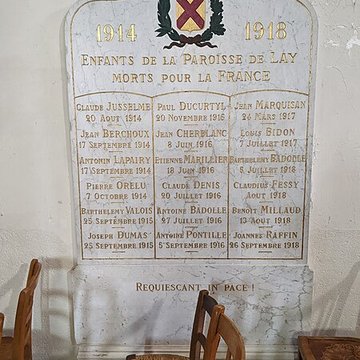 1914 1918
Enfants de la Paroisse de Lay
morts pour la France
Claude Jusselme
20 Aout 1914
Jean Berchoux
17 Septembre 1914
Antonin Lapairy
17 Septembre 1914
Pierre Orelu
7 Octobre 1914
Barthelemy Valois
25 Septembre 1915
Joseph Dumas
25 Septembre 1915
Paul Ducurtyl
20 Novembre 1915
Jean Cherblanc
8 Juin 1916
Etienne Marillier
18 Juin 1916
Claude Denis
20 Juillet 1916
Antoine Badolle
27 Juillet 1916
Antoine Pontille
5 Septembre 1916
Jean Marquisan
24 Mars 1917
Louis Bidon
7 Juillet 1917
Barthelemy Badolle
5 Juillet 1918
Claudius Fessy
Aout 1918
Benoit Millaud
13 Aout 1918
Joannes Raffin
26 Septembre 1918
Requiescant in pace !